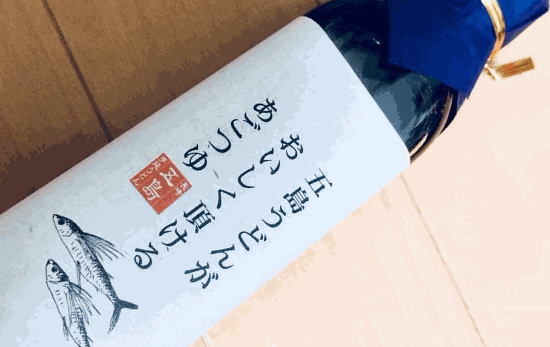 五島うどんが
おいしく頂ける
あごつゆ
五島